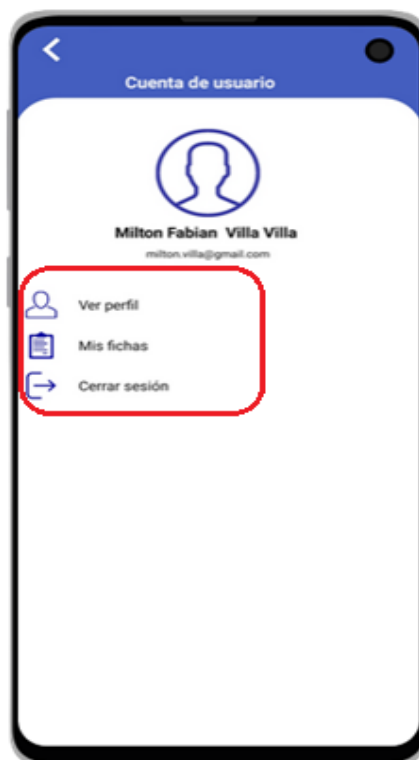 Cuenta de usuario
Milton Fabian Villa Villa
milton.villa@gmail.com
Ver perfil
Mis fichas
Cerrar sesión